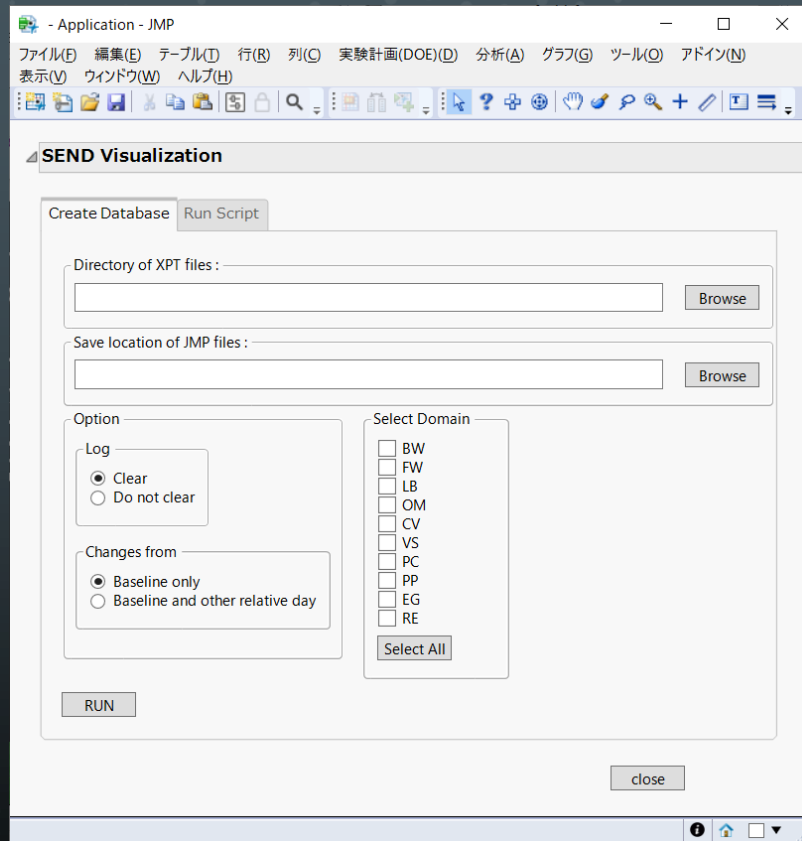 - Application - JMP
ファイル(F) 編集(E) テーブル(T) 行(R) 列(C) 実験計画(DOE)(D) 分析(A) グラフ(G) ツール(O) アドイン(N)
表示(V) ウィンドウ(W) ヘルプ(H)
SEND Visualization
Create Database Run Script
Directory of XPT files :
Browse
Save location of JMP files :
Browse
Option
Log
Clear
Do not clear
Changes from
Baseline only
Baseline and other relative day
Select Domain
BW
FW
LB
OM
CV
VS
PC
PP
EG
RE
Select All
RUN
close